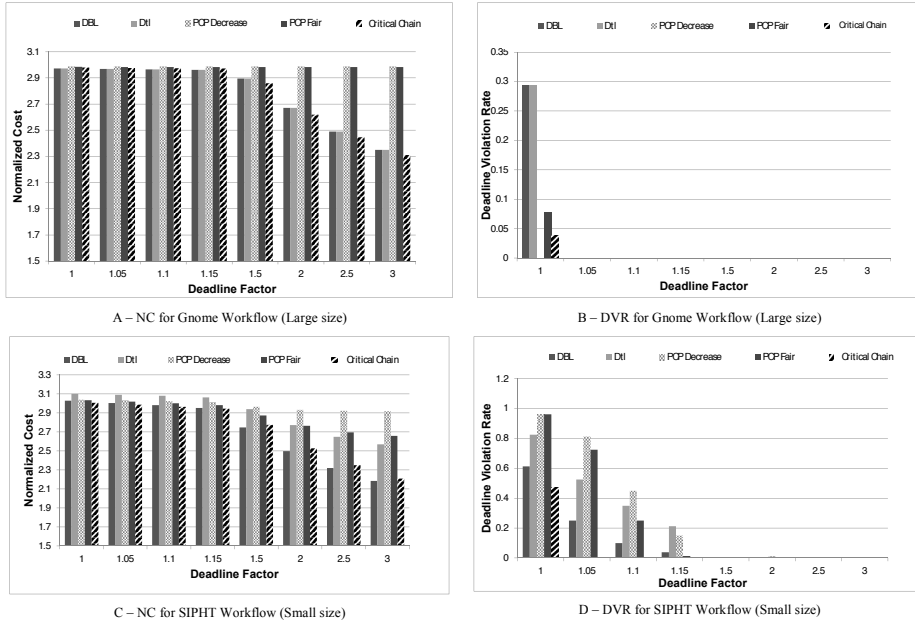 DBL Dtl PCP Decrease PCP Fair Critical Chain
3.1
2.9
2.7
2.5
2.3
2.1
1.9
1.7
1.5
Normalized Cost
1 1.05 1.1 1.15 1.5 2 2.5 3
Deadline Factor
A – NC for Gnome Workflow (Large size)
DBL Dtl PCP Decrease PCP Fair Critical Chain
0.35
0.3
0.25
0.2
0.15
0.1
0.05
0
Deadline Violation Rate
1 1.05 1.1 1.15 1.5 2 2.5 3
Deadline Factor
B – DVR for Gnome Workflow (Large size)
DBL Dtl PCP Decrease PCP Fair Critical Chain
3.3
3.1
2.9
2.7
2.5
2.3
2.1
1.9
1.7
1.5
Normalized Cost
1 1.05 1.1 1.15 1.5 2 2.5 3
Deadline Factor
C – NC for SIPHT Workflow (Small size)
DBL Dtl PCP Decrease PCP Fair Critical Chain
1.2
1
0.8
0.6
0.4
0.2
0
Deadline Violation Rate
1 1.05 1.1 1.15 1.5 2 2.5 3
Deadline Factor
D – DVR for SIPHT Workflow (Small size)